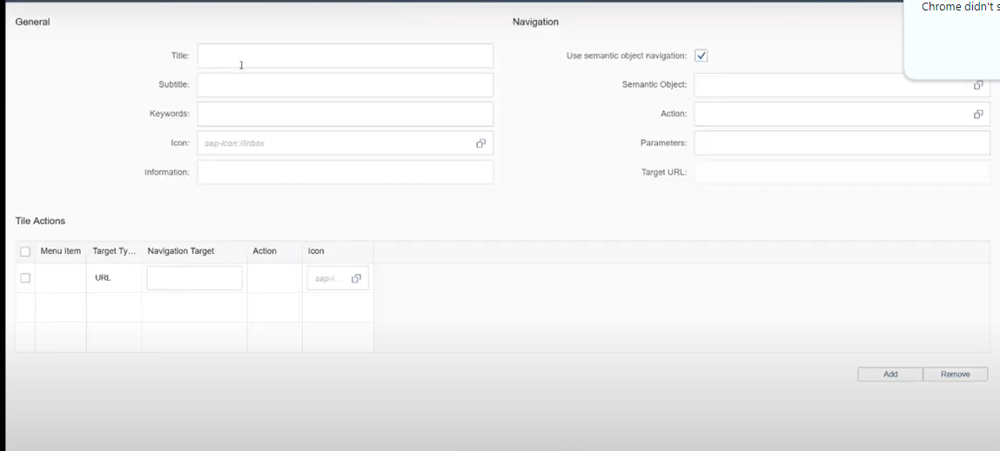 Chrome didn't s
General
Navigation
Title:
Use semantic object navigation:
Subtitle:
Semantic Object:
Keywords:
Action:
Icon: sap-icon://inbox
Parameters:
Information:
Target URL:
Tile Actions
Menu Item Target Ty... Navigation Target Action Icon
URL sap-i...
Add Remove